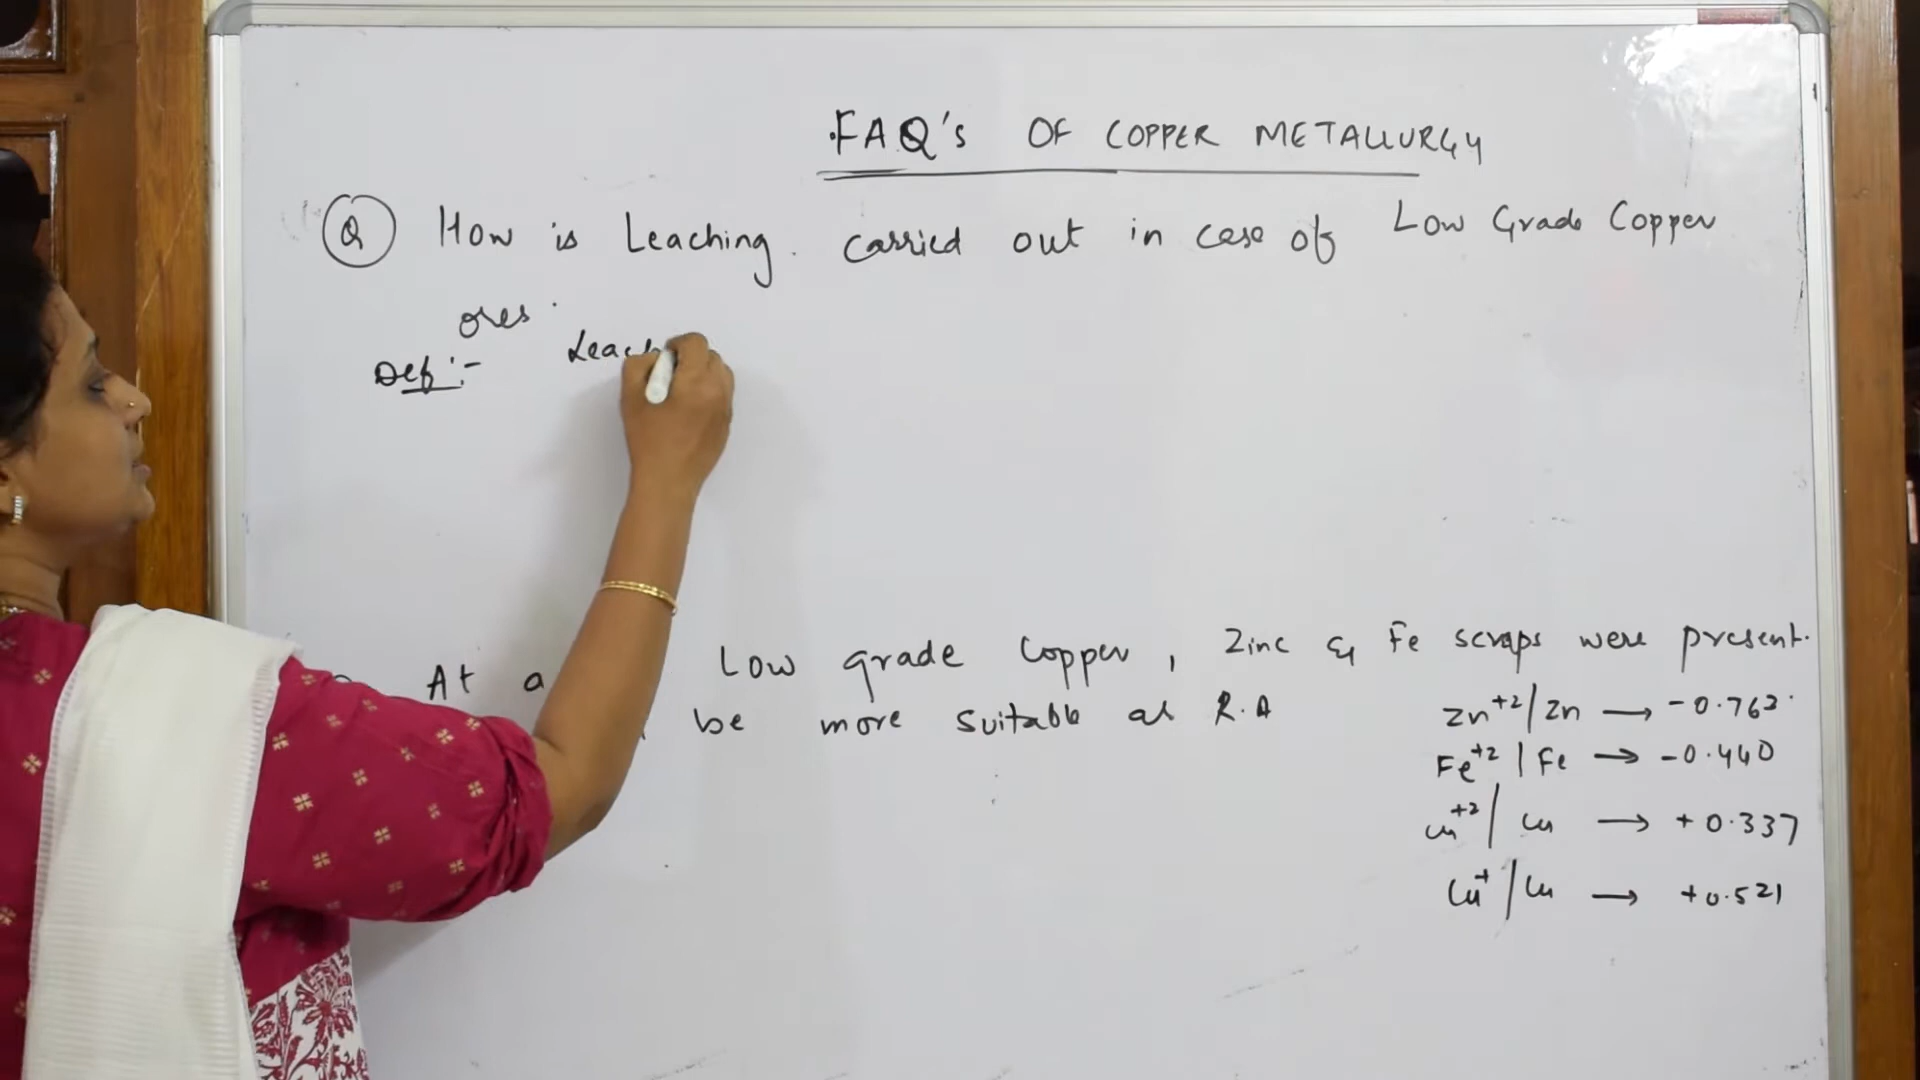 FAQ's OF COPPER METALLURGY
Q How is Leaching carried out in case of Low Grade Copper
ores.
Def :- Leach
At a Low grade Copper, Zinc & Fe scraps were present.
be more suitable as R.A
Zn+2/Zn → -0.762
Fe+2 | Fe → -0.440
Cu+2/Cu → +0.337
Cu+/Cu → +0.521